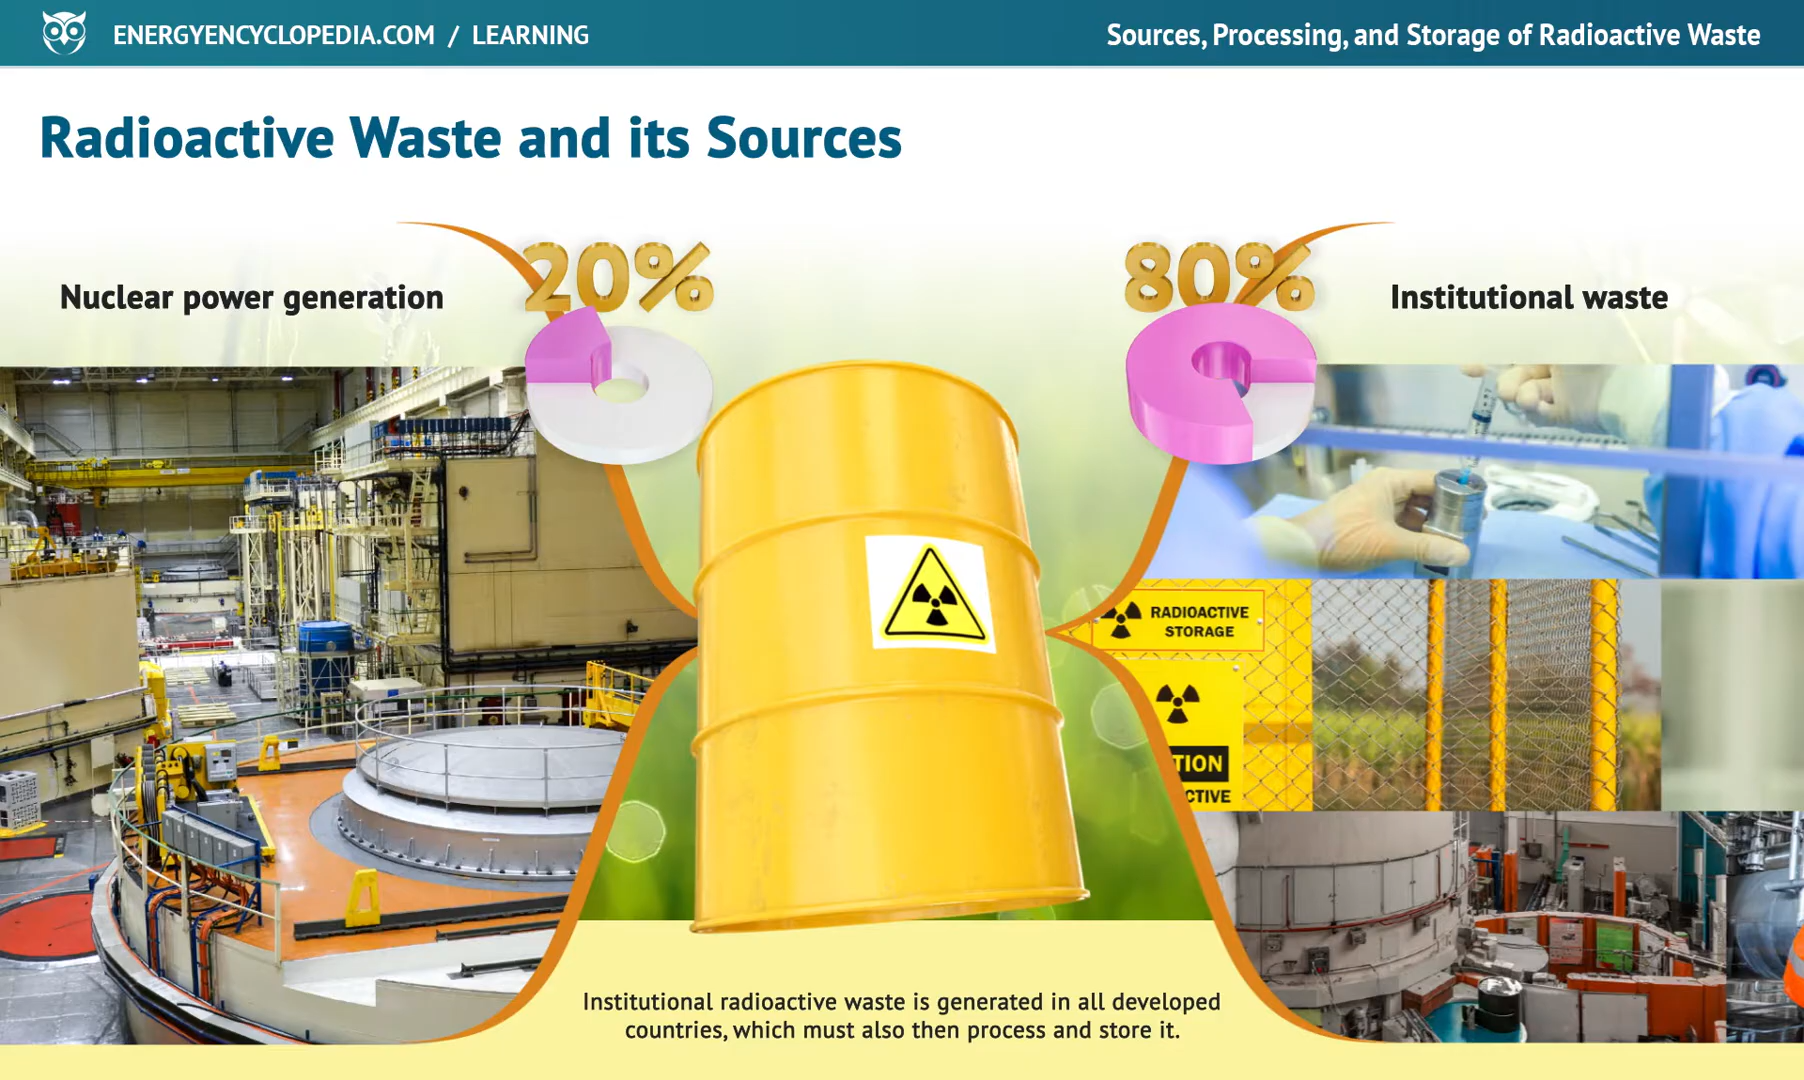 ENERGYENCYCLOPEDIA.COM / LEARNING
Sources, Processing, and Storage of Radioactive Waste
Radioactive Waste and its Sources
20%
80%
Nuclear power generation
Institutional waste
RADIOACTIVE
STORAGE
TION
CTIVE
Institutional radioactive waste is generated in all developed
countries, which must also then process and store it.